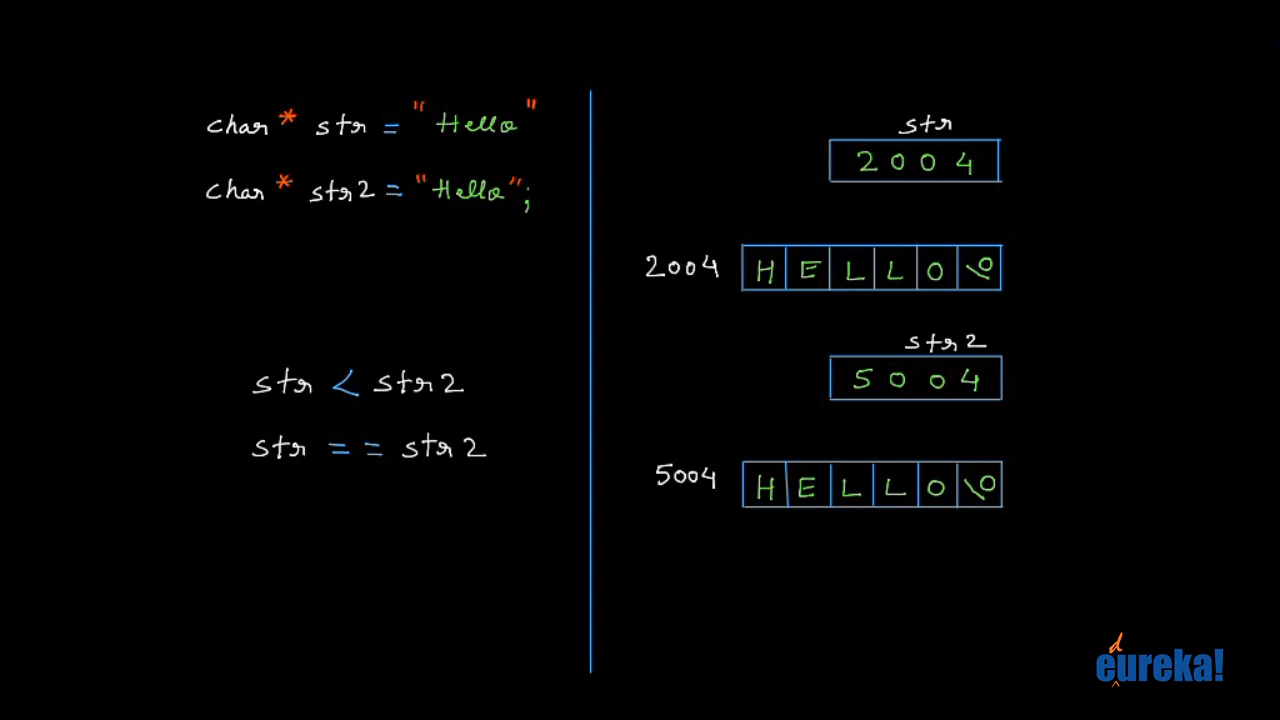 char * str = "Hello"
char * str2 = "Hello";
str < str2
str = = str2
str
2004
2004 H E L L O \0
str2
5004
5004 H E L L O \0
d
eureka!
^